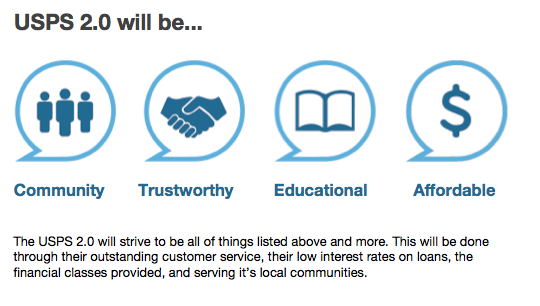 USPS 2.0 will be...
Community Trustworthy Educational Affordable
The USPS 2.0 will strive to be all of things listed above and more. This will be done
through their outstanding customer service, their low interest rates on loans, the
financial classes provided, and serving it's local communities.